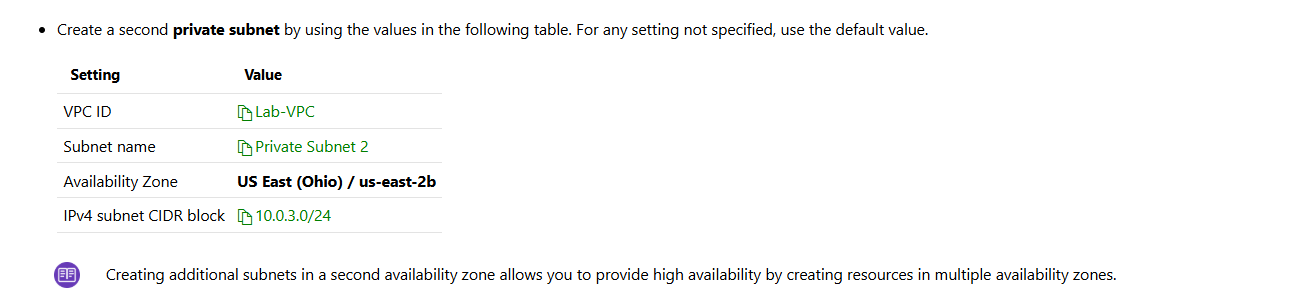 Create a second private subnet by using the values in the following table. For any setting not specified, use the default value.
Setting Value
VPC ID Lab-VPC
Subnet name Private Subnet 2
Availability Zone US East (Ohio) / us-east-2b
IPv4 subnet CIDR block 10.0.3.0/24
Creating additional subnets in a second availability zone allows you to provide high availability by creating resources in multiple availability zones.